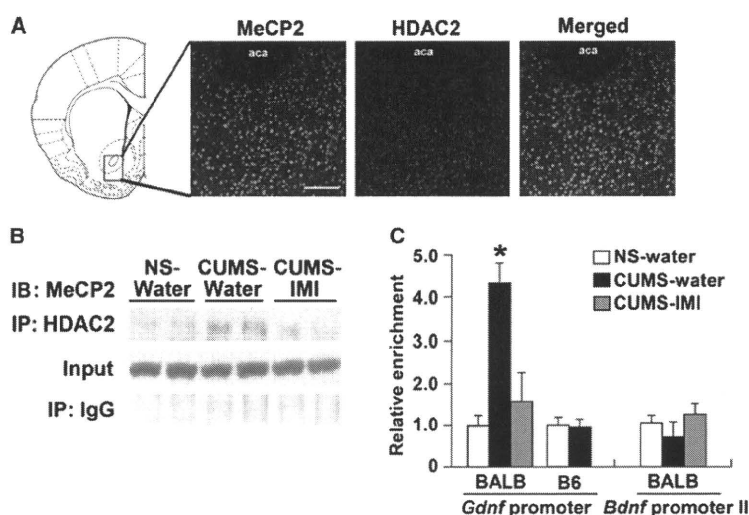 A
MeCP2 HDAC2 Merged
aca aca aca
B
NS- CUMS- CUMS-
Water Water IMI
IB: MeCP2
IP: HDAC2
Input
IP: IgG
C
Relative enrichment
5.0
4.0
3.0
2.0
1.0
0.0
*
NS-water
CUMS-water
CUMS-IMI
BALB B6 BALB
Gdnf promoter Bdnf promoter II